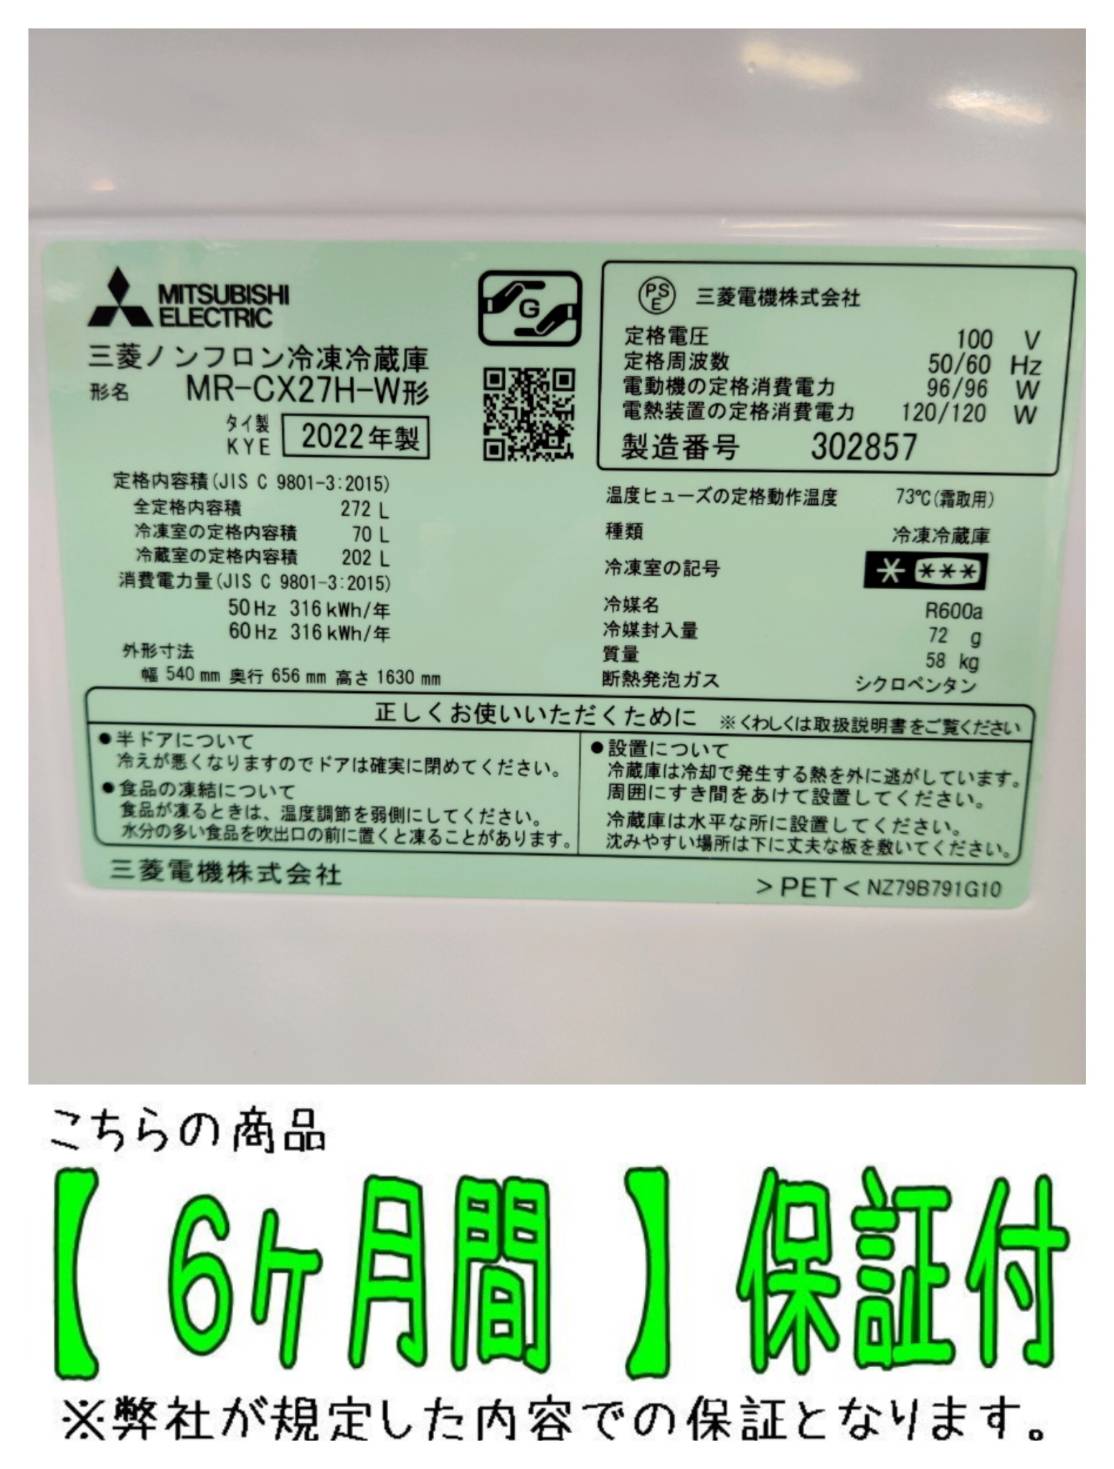 MITSUBISHI
ELECTRIC
三菱ノンフロン冷凍冷蔵庫
形名 MR-CX27H-W形
タイ製
KYE
2022年製
定格内容積(JIS C 9801-3:2015)
全定格内容積 272 L
冷凍室の定格内容積 70 L
冷蔵室の定格内容積 202 L
消費電力量(JIS C 9801-3:2015)
50Hz 316kWh/年
60Hz 316kWh/年
外形寸法
幅 540 mm 奥行 656 mm 高さ 1630 mm
G
PS
E
三菱電機株式会社
定格電圧 100 V
定格周波数 50/60 Hz
電動機の定格消費電力 96/96 W
電熱装置の定格消費電力 120/120 W
製造番号 302857
温度ヒューズの定格動作温度 73℃(霜取用)
種類 冷凍冷蔵庫
冷凍室の記号 * ***
冷媒名 R600a
冷媒封入量 72 g
質量 58 kg
断熱発泡ガス シクロペンタン
正しくお使いいただくために ※くわしくは取扱説明書をご覧ください
●半ドアについて
冷えが悪くなりますのでドアは確実に閉めてください。
●食品の凍結について
食品が凍るときは、温度調節を弱側にしてください。
水分の多い食品を吹出口の前に置くと凍ることがあります。
●設置について
冷蔵庫は冷却で発生する熱を外に逃がしています。
周囲にすき間をあけて設置してください。
冷蔵庫は水平な所に設置してください。
沈みやすい場所は下に丈夫な板を敷いてください。
三菱電機株式会社
>PET< NZ79B791G10
こちらの商品
【 6ケ月間 】保証付
※弊社が規定した内容での保証となります。